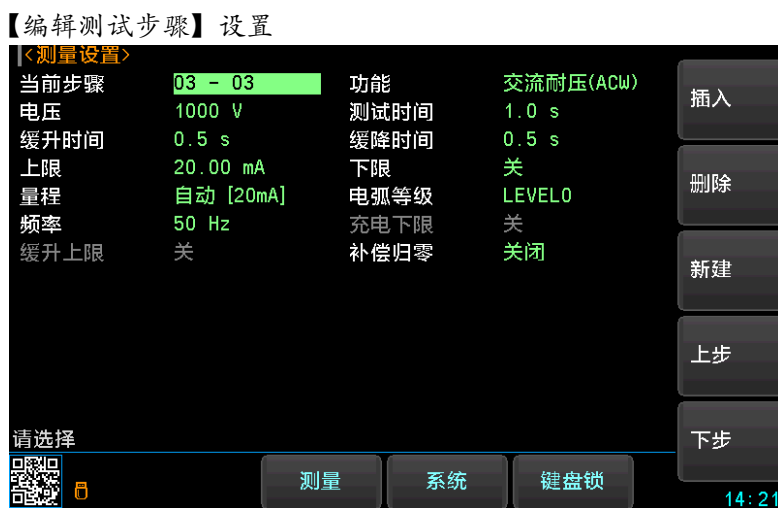 【编辑测试步骤】设置
<测量设置>
当前步骤 03 - 03 功能 交流耐压(ACW)
电压 1000 V 测试时间 1.0 s
缓升时间 0.5 s 缓降时间 0.5 s
上限 20.00 mA 下限 关
量程 自动 [20mA] 电弧等级 LEVEL0
频率 50 Hz 充电下限 关
缓升上限 关 补偿归零 关闭
插入
删除
新建
上步
下步
请选择
测量 系统 键盘锁
14:21